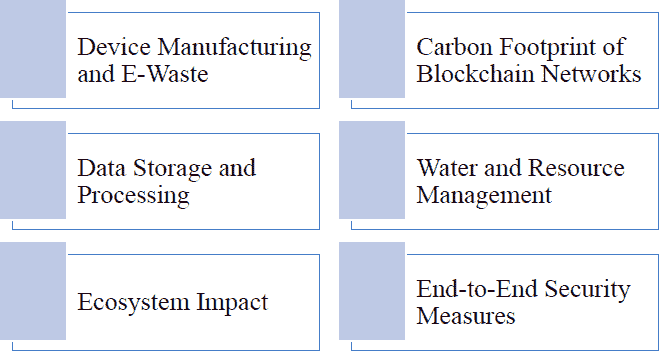 Device Manufacturing
and E-Waste
Carbon Footprint of
Blockchain Networks
Data Storage and
Processing
Water and Resource
Management
Ecosystem Impact
End-to-End Security
Measures